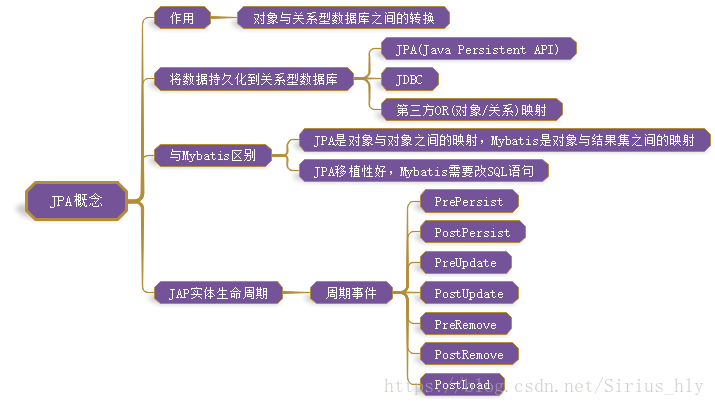 JPA概念
作用
对象与关系型数据库之间的转换
将数据持久化到关系型数据库
JPA(Java Persistent API)
JDBC
第三方OR(对象/关系)映射
与Mybatis区别
JPA是对象与对象之间的映射，Mybatis是对象与结果集之间的映射
JPA移植性好，Mybatis需要改SQL语句
JAP实体生命周期
周期事件
PrePersist
PostPersist
PreUpdate
PostUpdate
PreRemove
PostRemove
PostLoad
https://blog.csdn.net/Sirius_hly